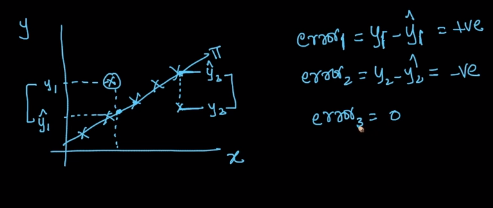 y
π
error₁ = y₁ - ŷ₁ = +ve
y₁
ŷ₂
error₂ = y₂ - ŷ₂ = -ve
ŷ₁
y₂
error₃ = 0
x